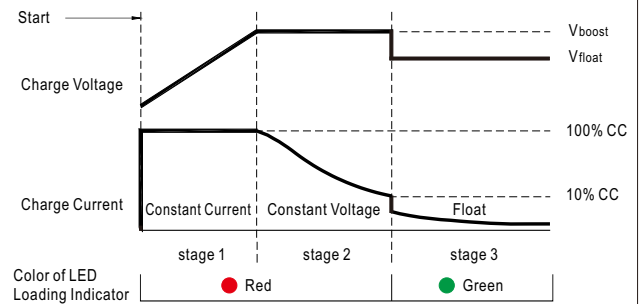 Start
Vboost
Vfloat
Charge Voltage
100% CC
10% CC
Charge Current
Constant Current
Constant Voltage
Float
stage 1
stage 2
stage 3
Color of LED
Loading Indicator
Red
Green